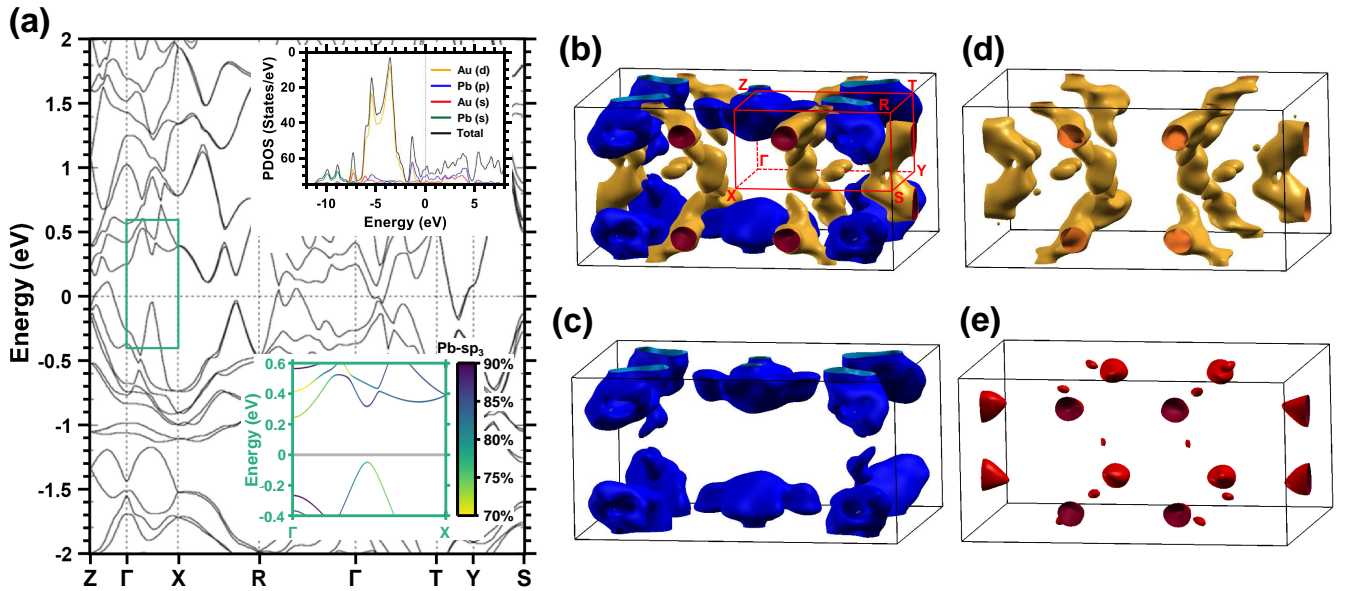 (a)
Energy (eV)
2
1.5
1
0.5
0
-0.5
-1
-1.5
-2
Z Γ X R Γ T Y S
PDOS (States/eV)
0
20
40
60
-10 -5 0 5
Energy (eV)
Au (d)
Pb (p)
Au (s)
Pb (s)
Total
Energy (eV)
0.6
0.4
0.2
0
-0.2
-0.4
Γ X
Pb-sp3
90%
85%
80%
75%
70%
(b)
Z
T
R
Γ
Y
X
S
(c)
(d)
(e)